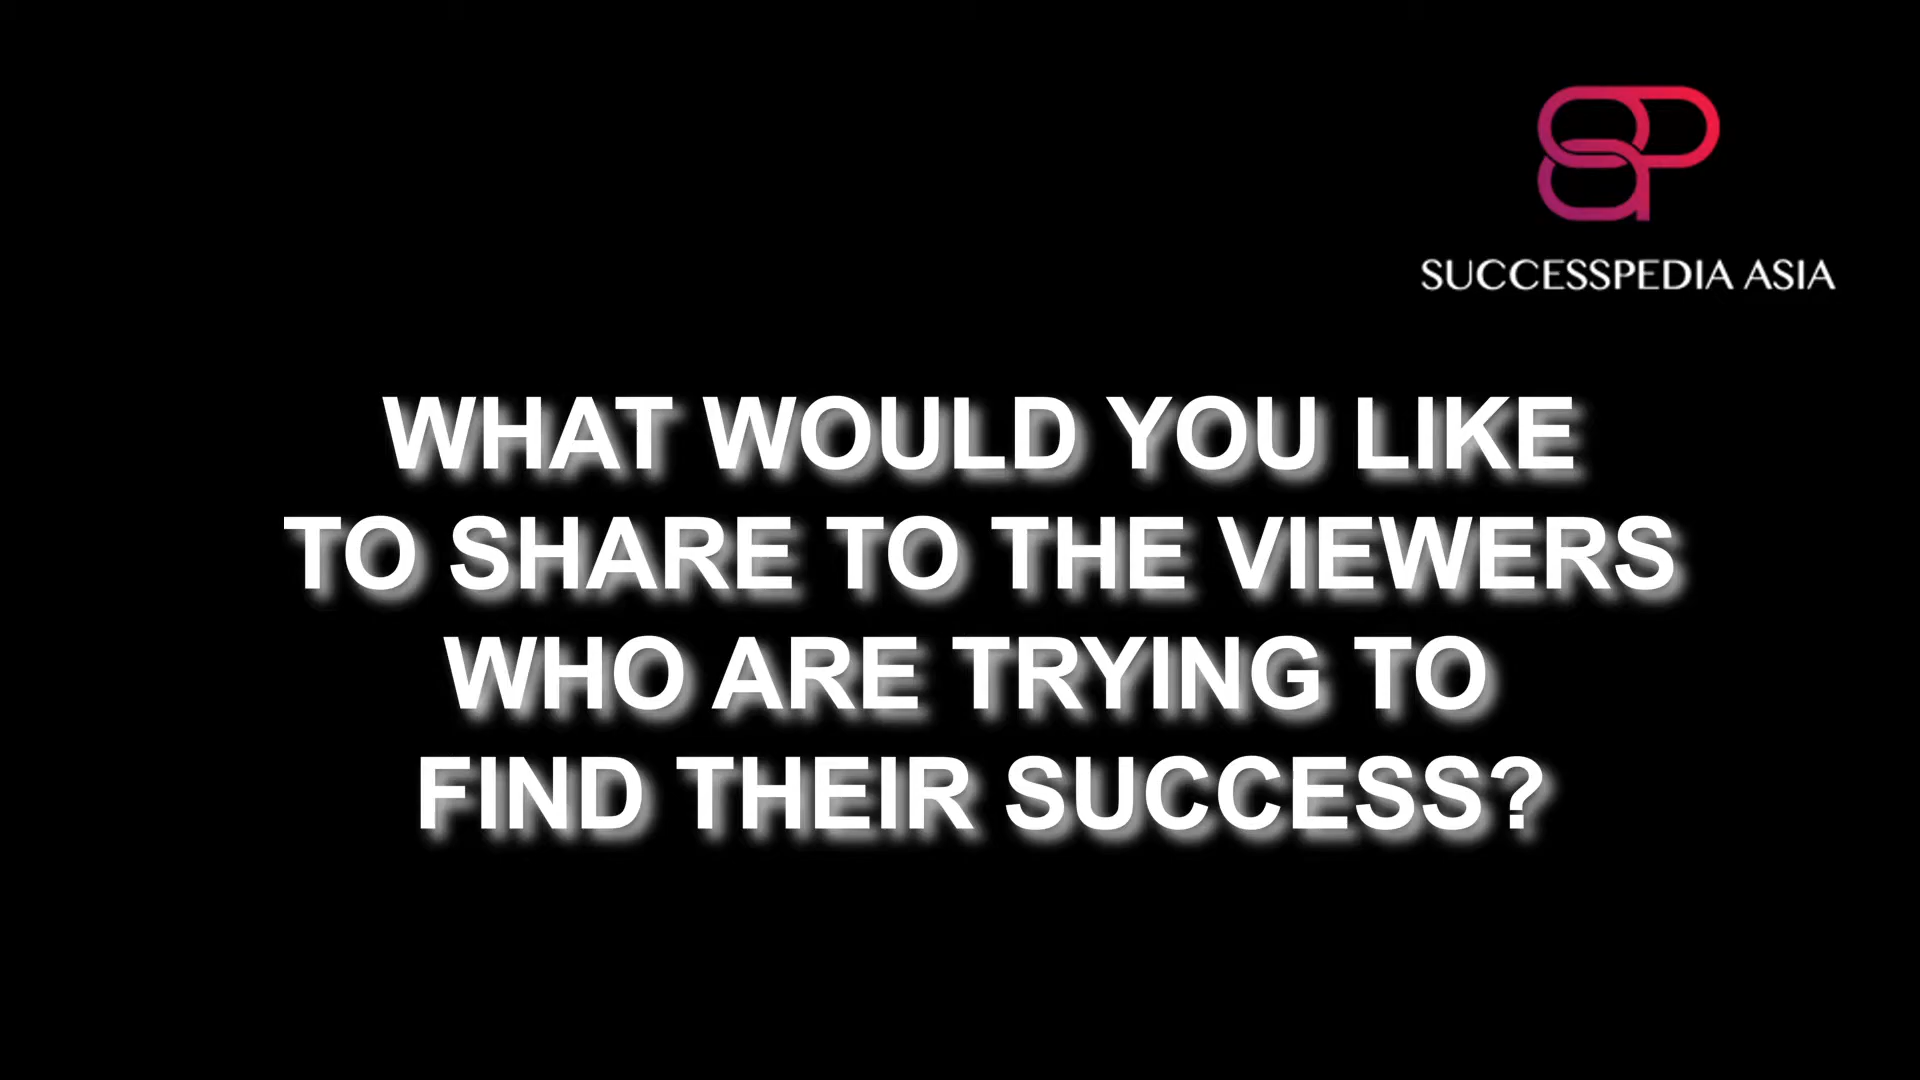 SUCCESSPEDIA ASIA
WHAT WOULD YOU LIKE
TO SHARE TO THE VIEWERS
WHO ARE TRYING TO
FIND THEIR SUCCESS?